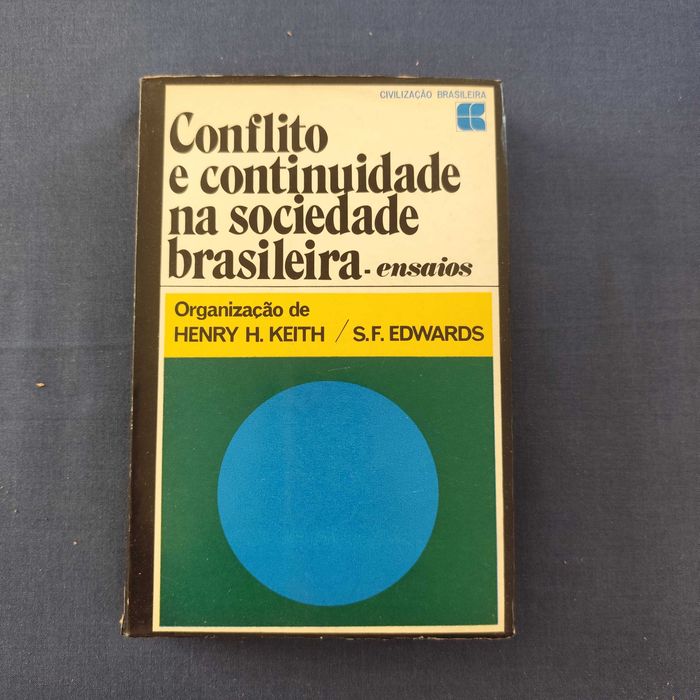 CIVILIZAÇÃO BRASILEIRA
Conflito
e continuidade
na sociedade
brasileira - ensaios
Organização de
HENRY H. KEITH / S.F. EDWARDS